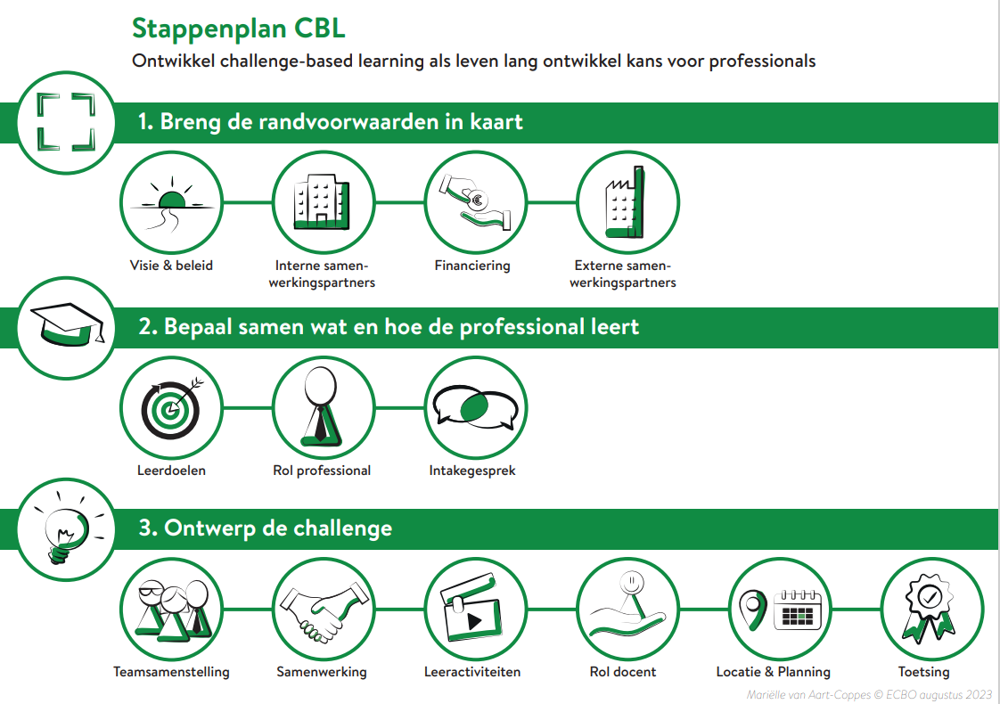 Stappenplan CBL
Ontwikkel challenge-based learning als leven lang ontwikkel kans voor professionals
1. Breng de randvoorwaarden in kaart
Visie & beleid
Interne samen-
werkingspartners
Financiering
Externe samen-
werkingspartners
2. Bepaal samen wat en hoe de professional leert
Leerdoelen
Rol professional
Intakegesprek
3. Ontwerp de challenge
Teamsamenstelling
Samenwerking
Leeractiviteiten
Rol docent
Locatie & Planning
Toetsing
Mariëlle van Aart-Coppes © ECBO augustus 2023